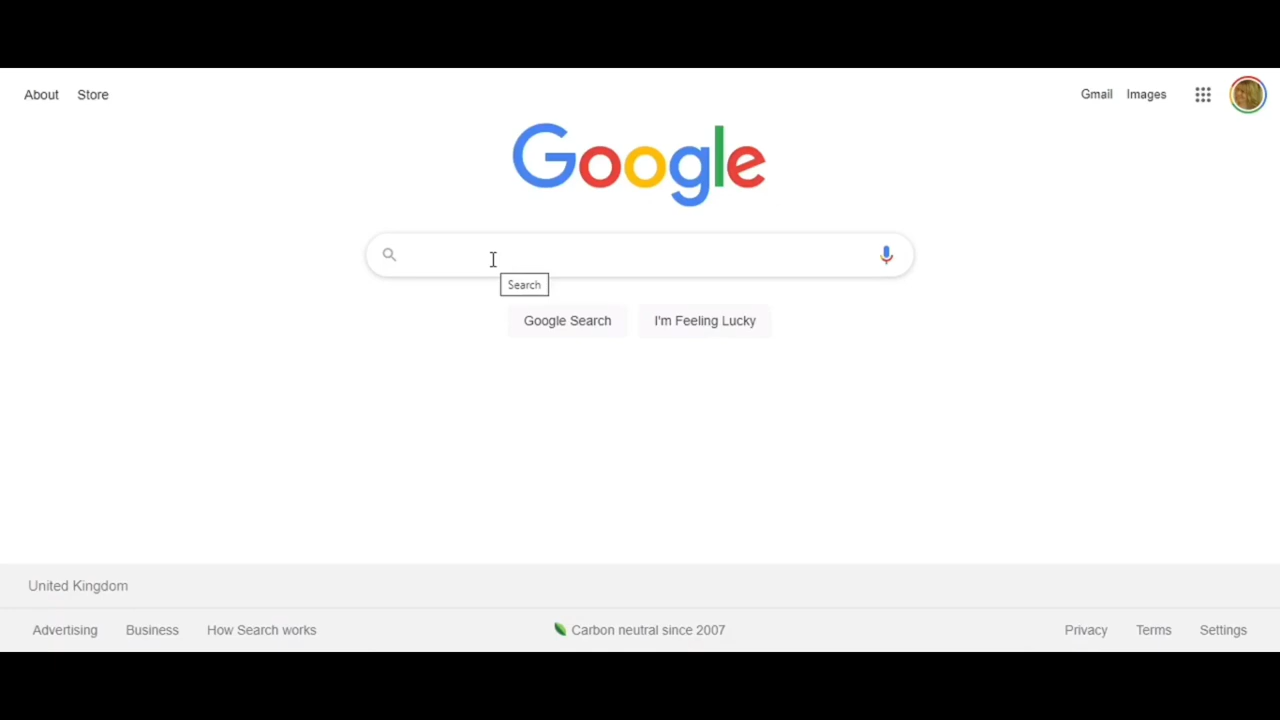 About Store
Gmail Images
Google
Search
Google Search I'm Feeling Lucky
United Kingdom
Advertising Business How Search works
Carbon neutral since 2007
Privacy Terms Settings